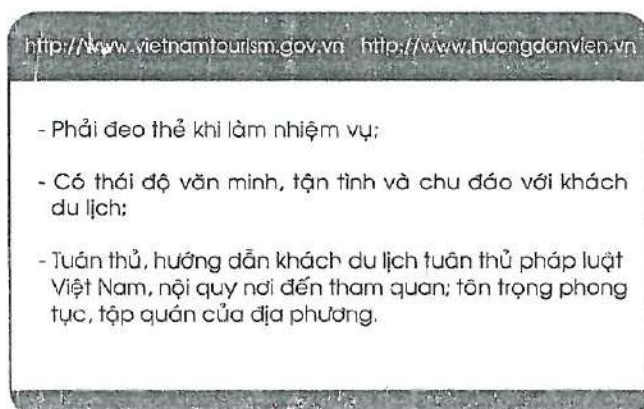 http://www.vietnamtourism.gov.vn http://www.huongdanvien.vn
- Phải đeo thẻ khi làm nhiệm vụ;
- Có thái độ văn minh, tận tình và chu đáo với khách
du lịch;
- Tuân thủ, hướng dẫn khách du lịch tuân thủ pháp luật
Việt Nam, nội quy nơi đến tham quan; tôn trọng phong
tục, tập quán của địa phương.